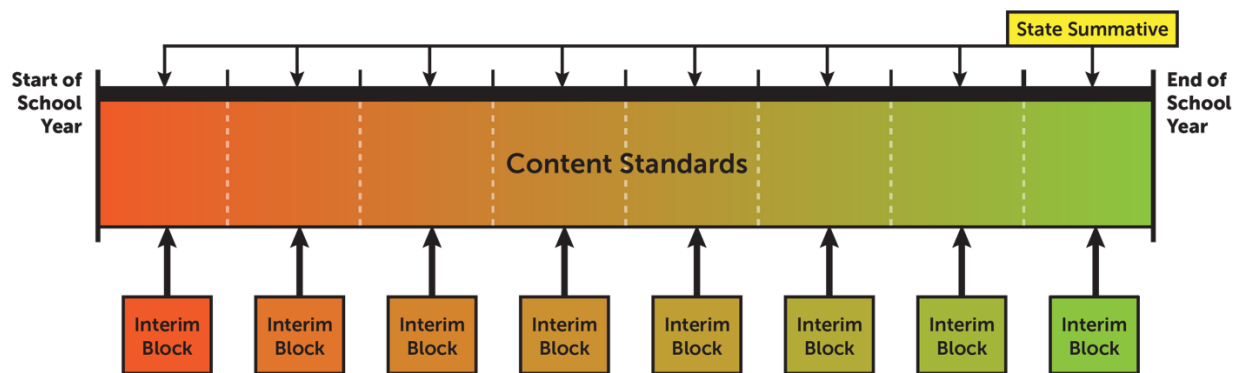 State Summative
Start of
School
Year
End of
School
Year
Content Standards
Interim
Block
Interim
Block
Interim
Block
Interim
Block
Interim
Block
Interim
Block
Interim
Block
Interim
Block